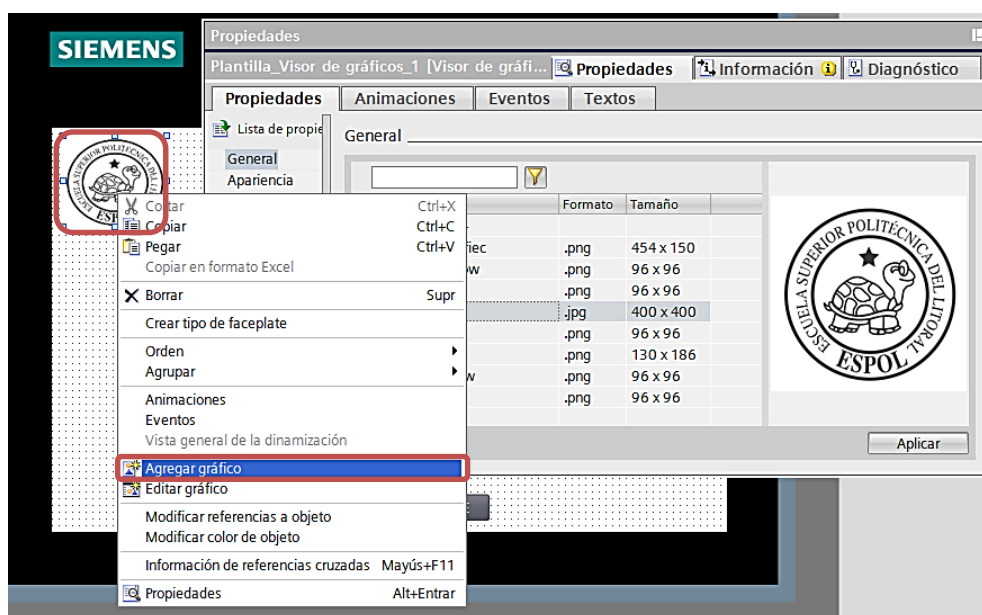 SIEMENS
Propiedades
Plantilla_Visor de gráficos_1 [Visor de gráfi...
Propiedades
Información
Diagnóstico
Propiedades
Animaciones
Eventos
Textos
Lista de propie
General
Apariencia
General
Formato
Tamaño
.png 454 x 150
.png 96 x 96
.png 96 x 96
.jpg 400 x 400
.png 96 x 96
.png 130 x 186
.png 96 x 96
.png 96 x 96
ESCUELA SUPERIOR POLITÉCNICA DEL LITORAL
ESPOL
Aplicar
ESCUELA SUPERIOR POLITÉCNICA DEL LITORAL
Cortar Ctrl+X
Copiar Ctrl+C
Pegar Ctrl+V
Copiar en formato Excel
Borrar Supr
Crear tipo de faceplate
Orden
Agrupar
Animaciones
Eventos
Vista general de la dinamización
Agregar gráfico
Editar gráfico
Modificar referencias a objeto
Modificar color de objeto
Información de referencias cruzadas Mayús+F11
Propiedades Alt+Entrar